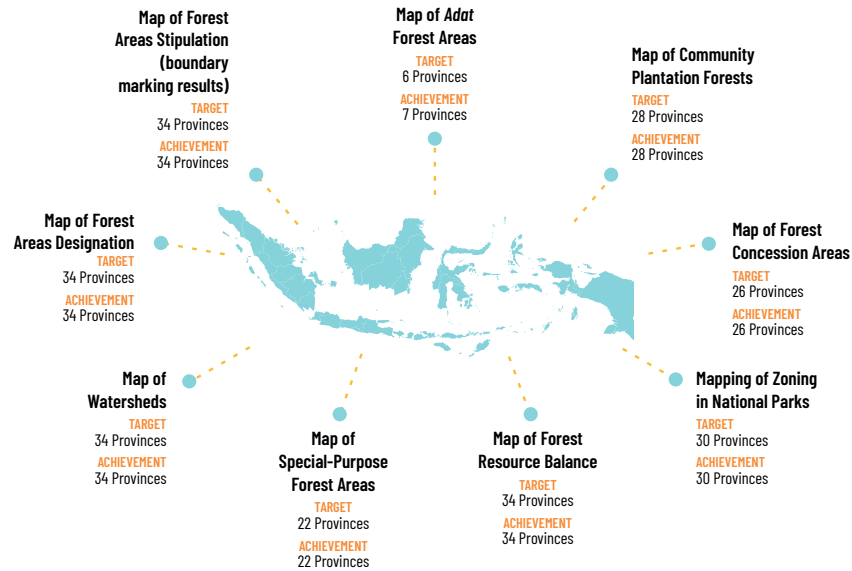 Map of Forest
Areas Stipulation
(boundary
marking results)
TARGET
34 Provinces
ACHIEVEMENT
34 Provinces
Map of Adat
Forest Areas
TARGET
6 Provinces
ACHIEVEMENT
7 Provinces
Map of Community
Plantation Forests
TARGET
28 Provinces
ACHIEVEMENT
28 Provinces
Map of Forest
Areas Designation
TARGET
34 Provinces
ACHIEVEMENT
34 Provinces
Map of Forest
Concession Areas
TARGET
26 Provinces
ACHIEVEMENT
26 Provinces
Map of
Watersheds
TARGET
34 Provinces
ACHIEVEMENT
34 Provinces
Map of
Special-Purpose
Forest Areas
TARGET
22 Provinces
ACHIEVEMENT
22 Provinces
Map of Forest
Resource Balance
TARGET
34 Provinces
ACHIEVEMENT
34 Provinces
Mapping of Zoning
in National Parks
TARGET
30 Provinces
ACHIEVEMENT
30 Provinces